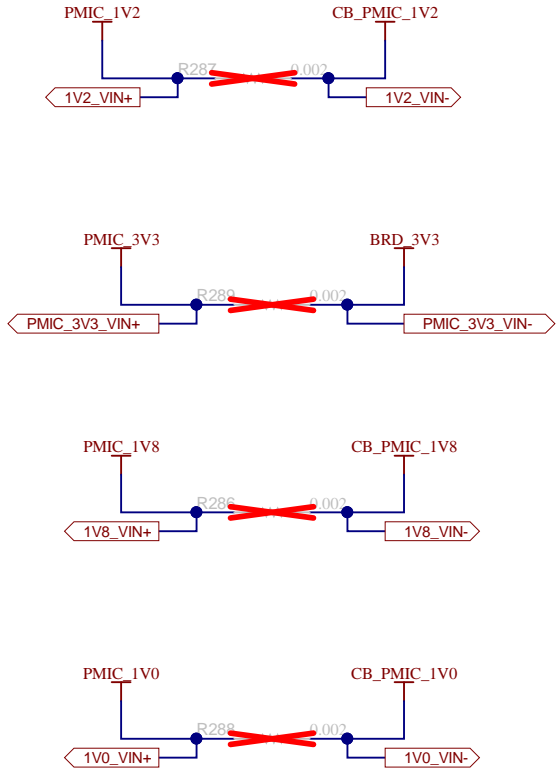 PMIC_1V2 CB_PMIC_1V2
R287 0.002
1V2_VIN+ 1V2_VIN-
PMIC_3V3 BRD_3V3
R289 0.002
PMIC_3V3_VIN+ PMIC_3V3_VIN-
PMIC_1V8 CB_PMIC_1V8
R286 0.002
1V8_VIN+ 1V8_VIN-
PMIC_1V0 CB_PMIC_1V0
R288 0.002
1V0_VIN+ 1V0_VIN-